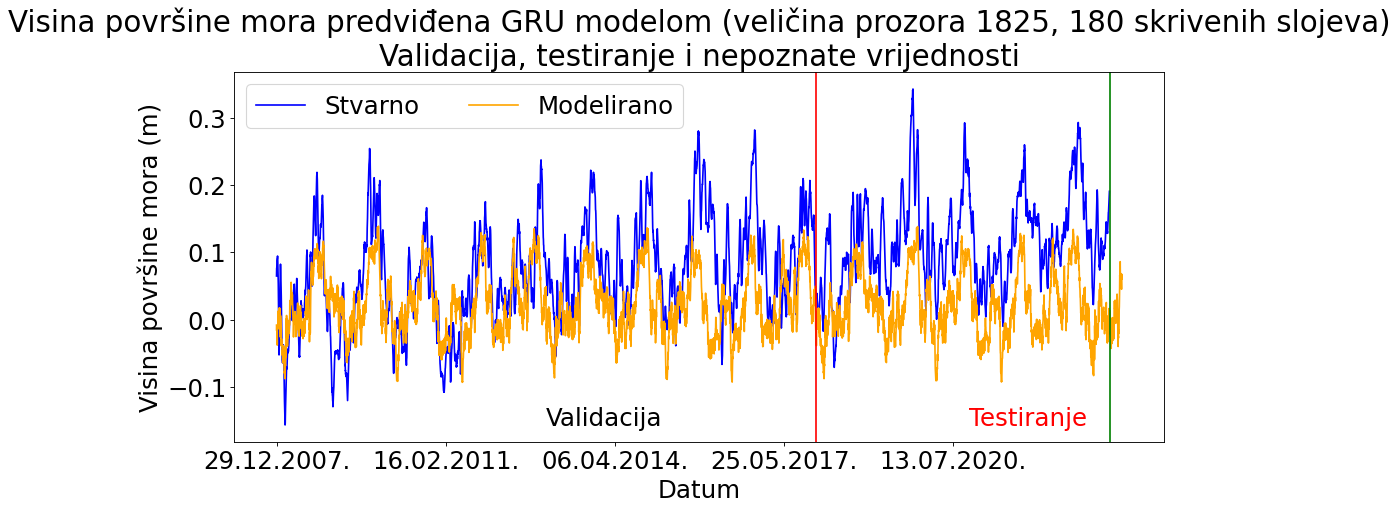 Visina površine mora predviđena GRU modelom (veličina prozora 1825, 180 skrivenih slojeva)
Validacija, testiranje i nepoznate vrijednosti
Stvarno
Modelirano
Visina površine mora (m)
0.3
0.2
0.1
0.0
−0.1
Validacija
Testiranje
29.12.2007.
16.02.2011.
06.04.2014.
25.05.2017.
13.07.2020.
Datum